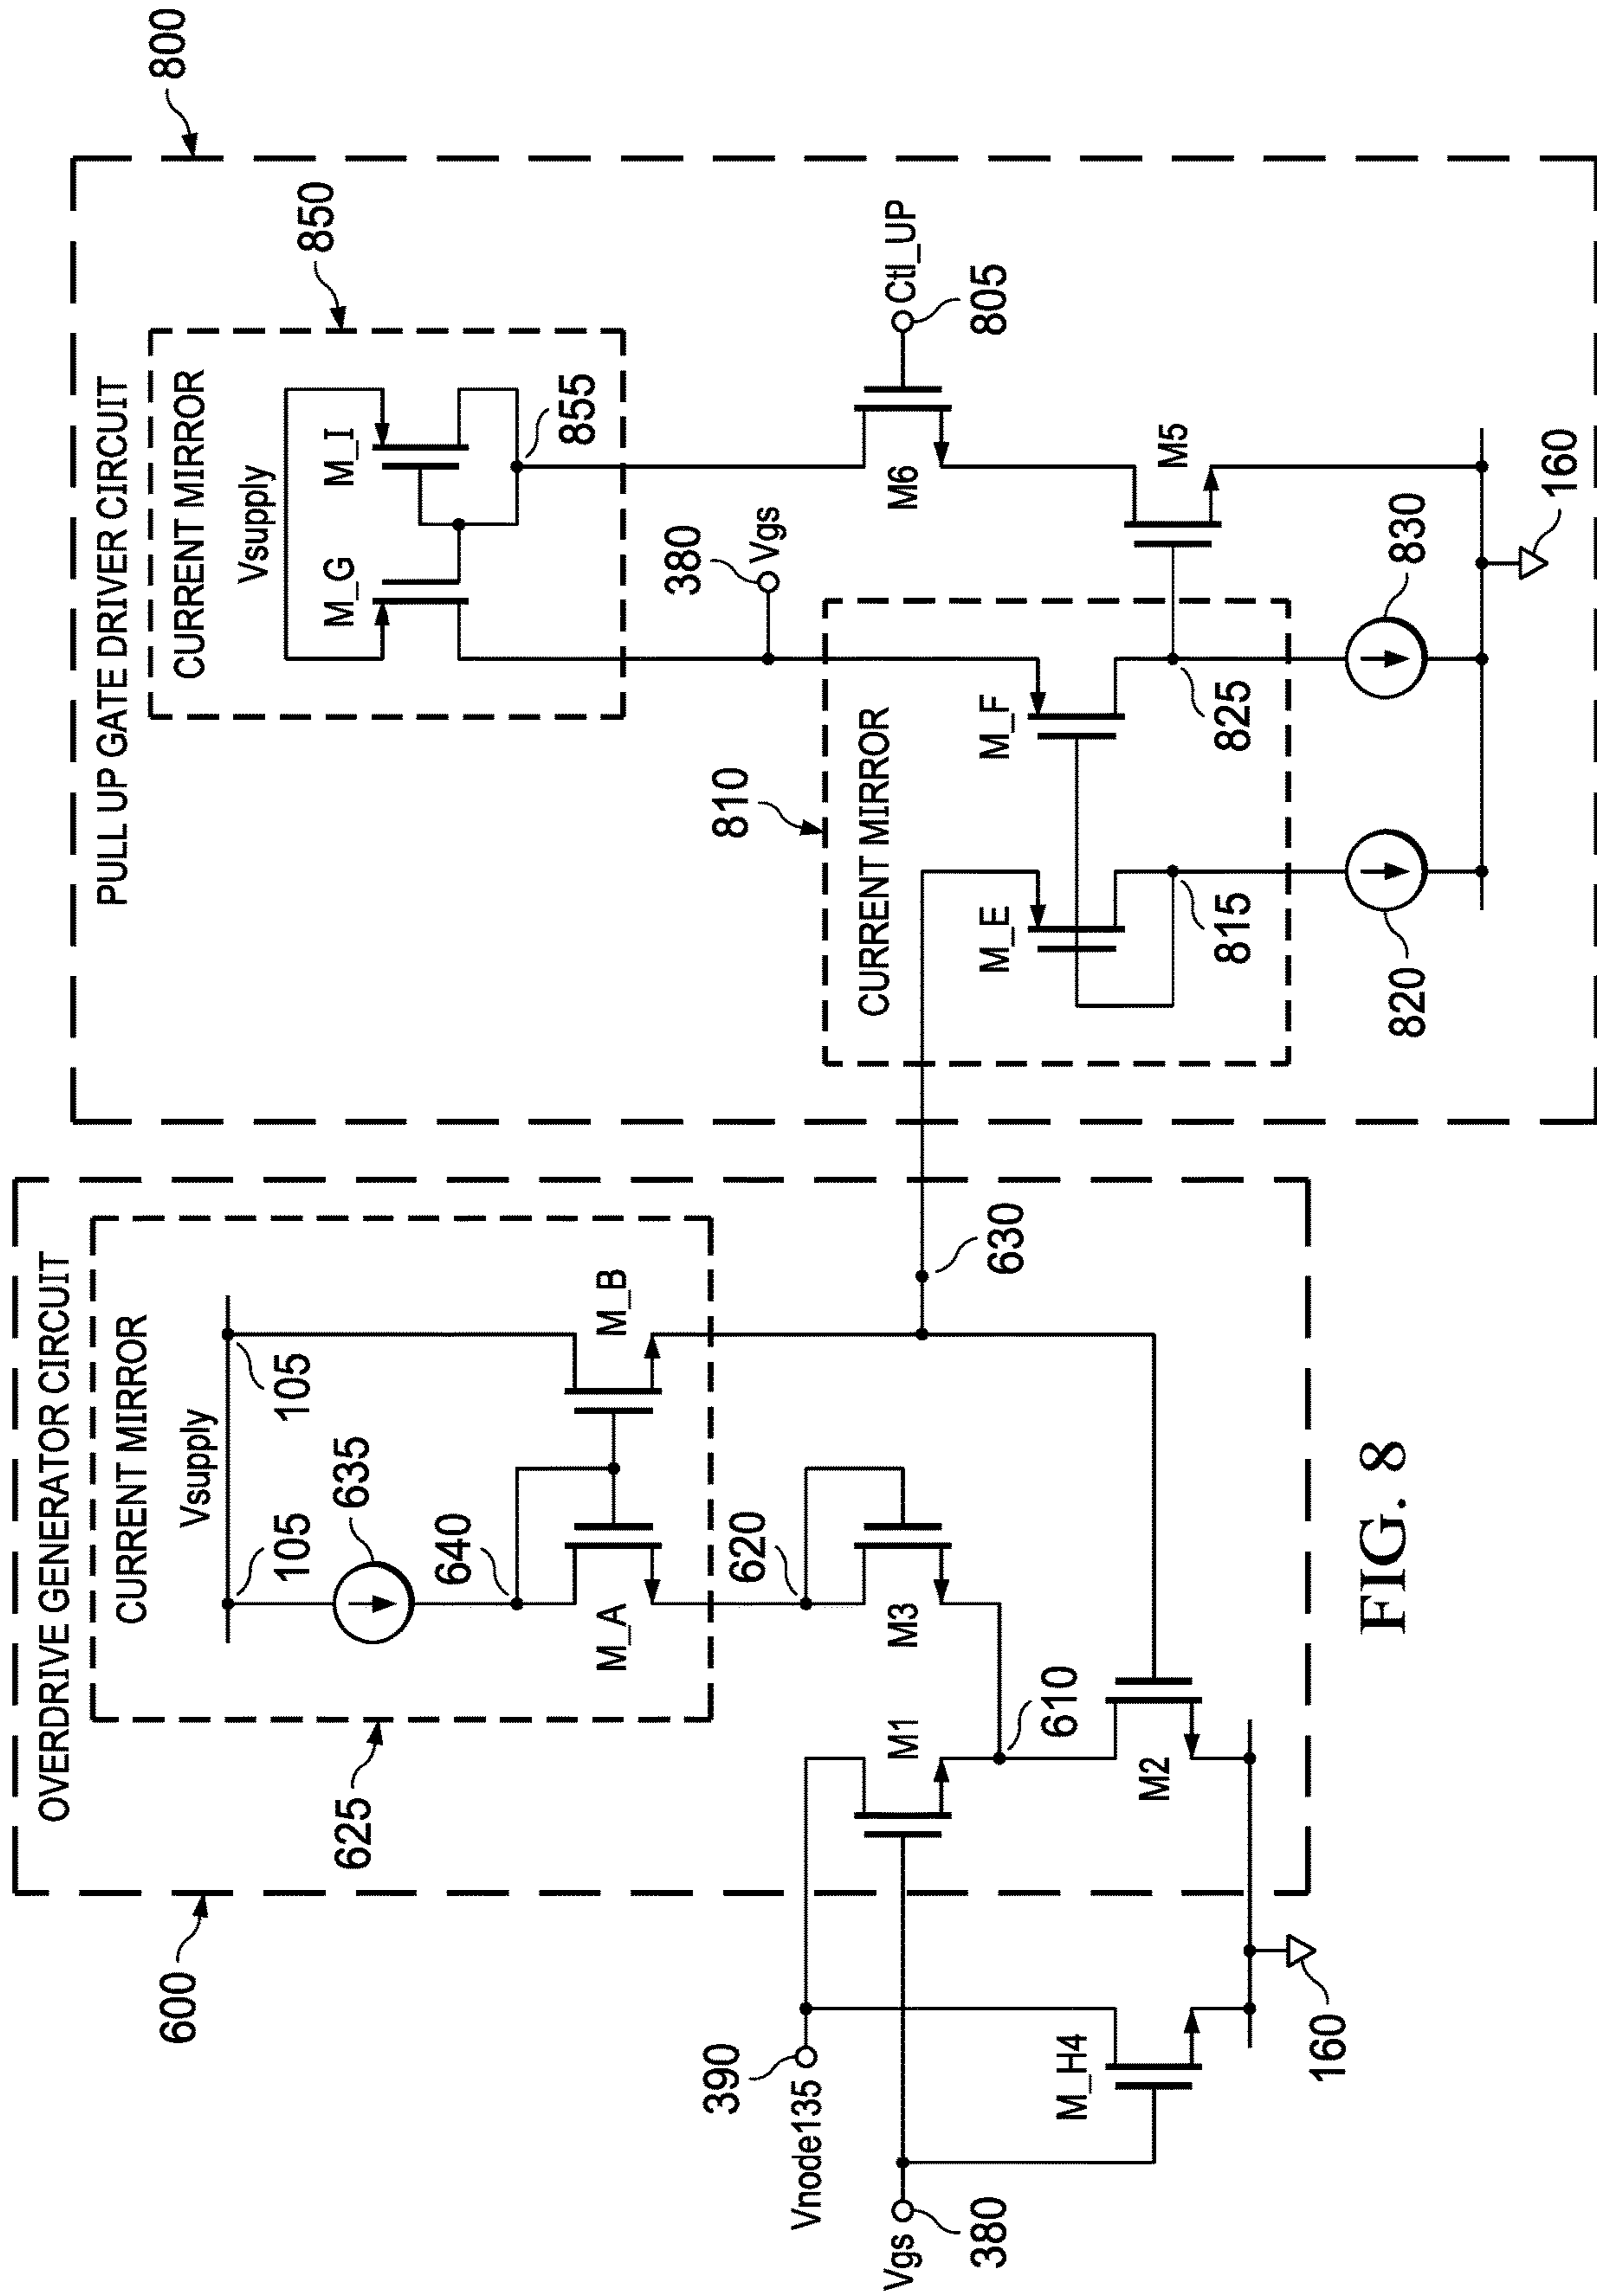 800
PULL UP GATE DRIVER CIRCUIT
850
CURRENT MIRROR
Vsupply
M_G
M_I
855
380
Vgs
Ctl_UP
805
M6
M5
810
CURRENT MIRROR
M_E
M_F
815
825
820
830
160
600
OVERDRIVE GENERATOR CIRCUIT
625
CURRENT MIRROR
Vsupply
105
105
635
640
M_A
M_B
620
630
M3
M1
610
M2
390
Vnode135
M_H4
Vgs
380
160
FIG. 8